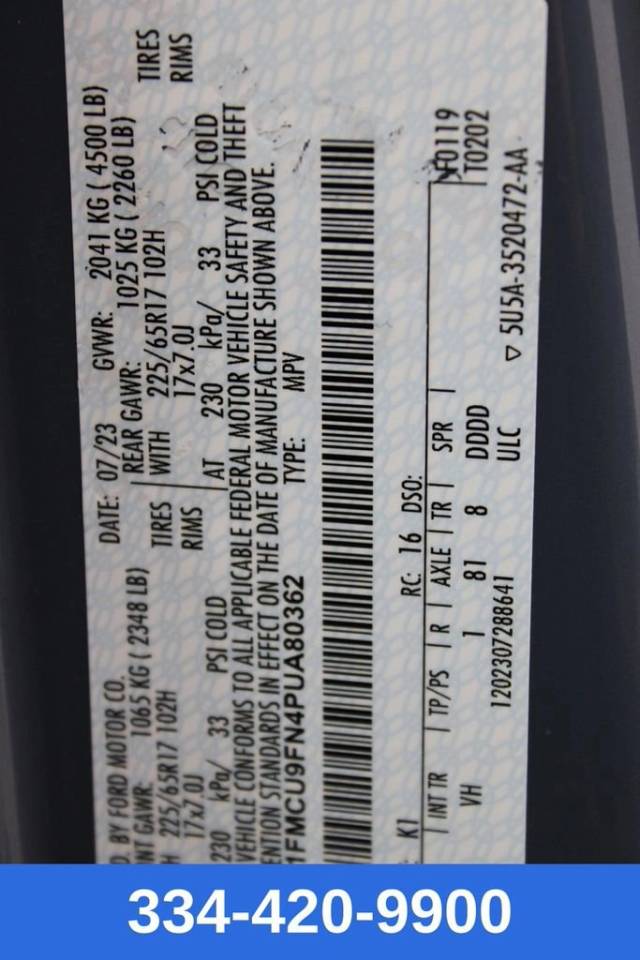 D. BY FORD MOTOR CO. DATE: 07/23 GVWR: 2041 KG ( 4500 LB)
NT GAWR: 1065 KG ( 2348 LB) REAR GAWR: 1025 KG ( 2260 LB)
H 225/65R17 102H TIRES WITH 225/65R17 102H TIRES
17x7.0J RIMS 17x7.0J RIMS
230 kPa/ 33 PSI COLD AT 230 kPa/ 33 PSI COLD
VEHICLE CONFORMS TO ALL APPLICABLE FEDERAL MOTOR VEHICLE SAFETY AND THEFT
ENTION STANDARDS IN EFFECT ON THE DATE OF MANUFACTURE SHOWN ABOVE.
1FMCU9FN4PUA80362 TYPE: MPV
: K1 RC: 16 DSO: F0119
INT TR TP/PS R AXLE TR SPR T0202
VH 1 81 8 DDDD
1202307288641 ULC ▽ 5U5A-3520472-AA
334-420-9900